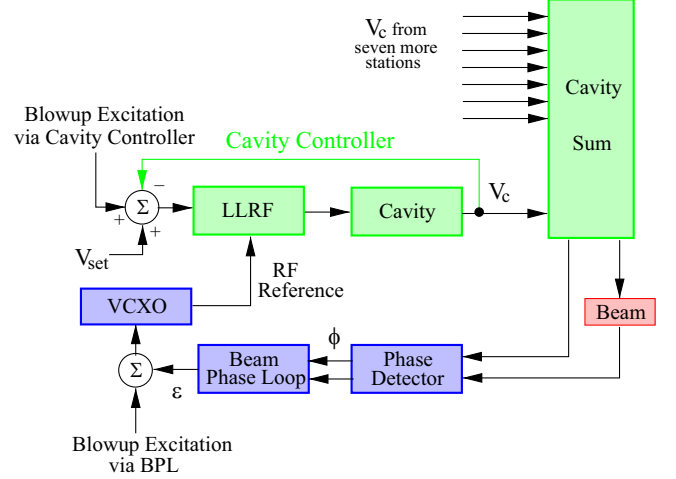 V_c from
seven more
stations
Cavity
Sum
Blowup Excitation
via Cavity Controller
Cavity Controller
−
+
Σ
+
LLRF
Cavity
V_c
V_set
RF
Reference
VCXO
Beam
ϕ
Beam
Phase Loop
Phase
Detector
Σ
ε
Blowup Excitation
via BPL